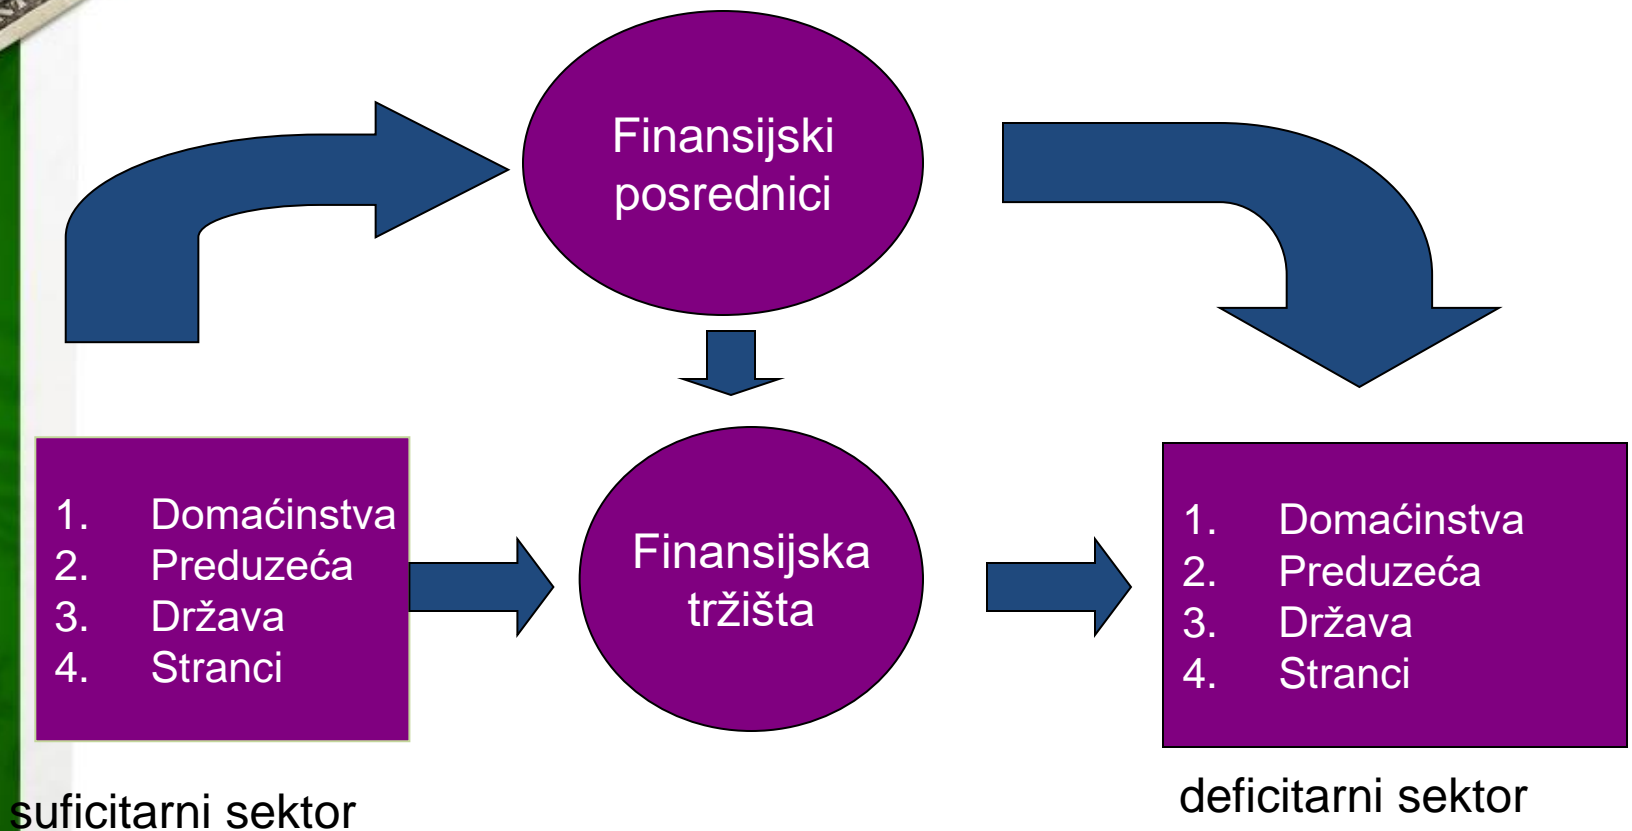 Finansijski
posrednici
1. Domaćinstva
2. Preduzeća
3. Država
4. Stranci
Finansijska
tržišta
1. Domaćinstva
2. Preduzeća
3. Država
4. Stranci
suficitarni sektor
deficitarni sektor